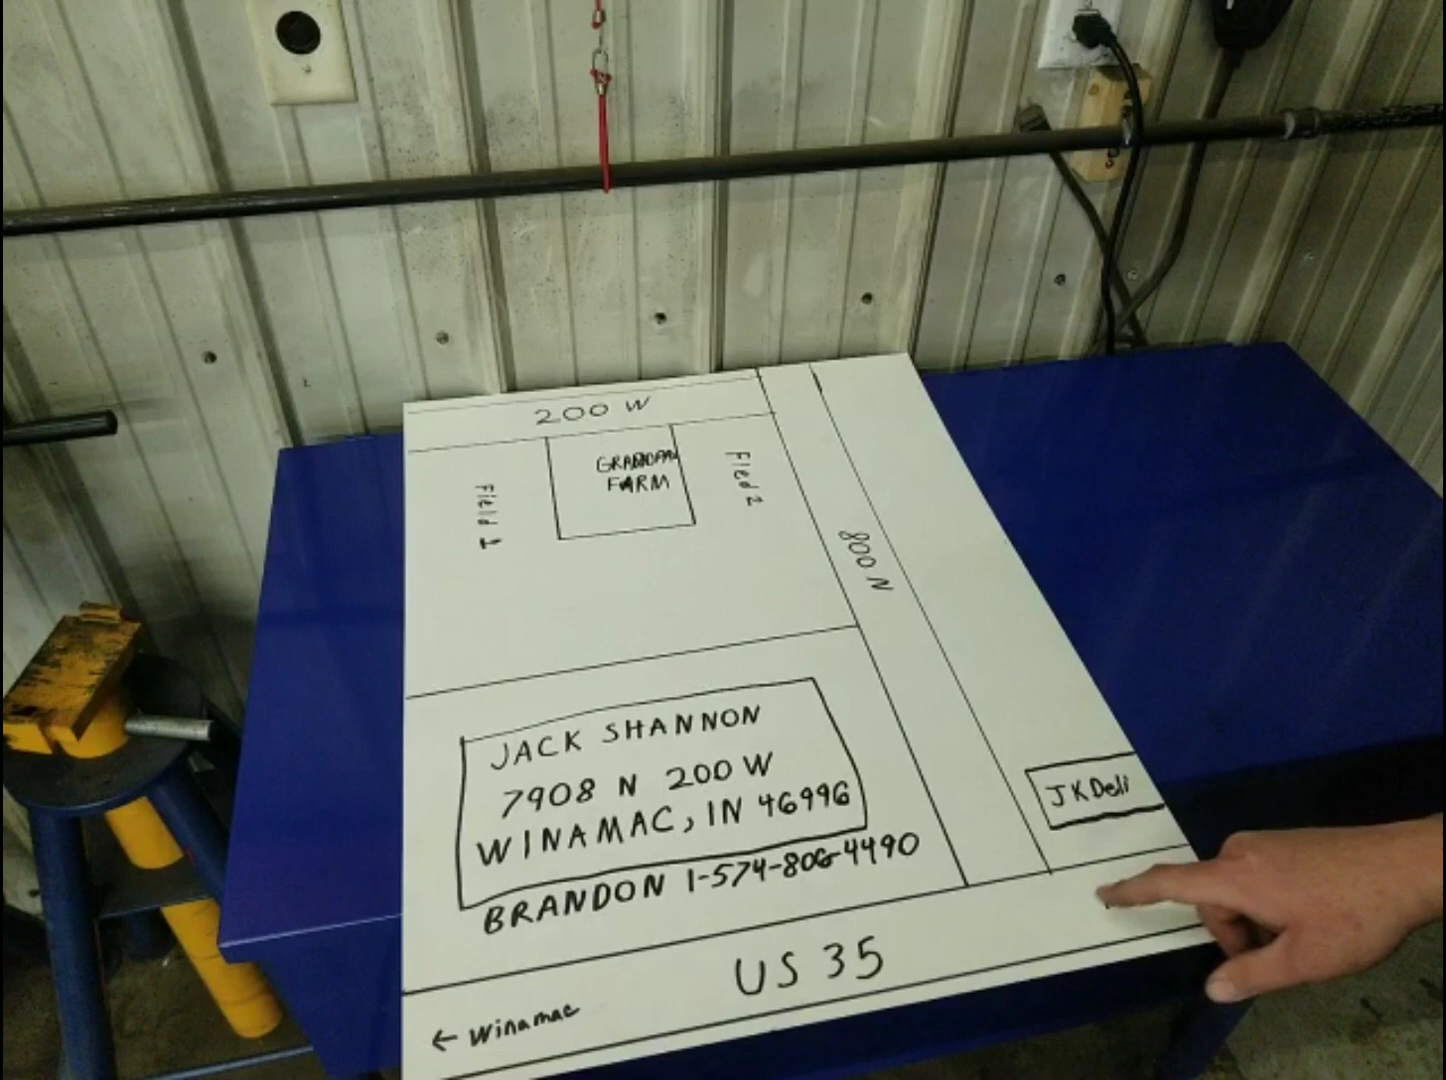 200 W
GRANDPA
FARM
Field 1
Fied 2
800 N
JACK SHANNON
7908 N 200 W
WINAMAC, IN 46996
BRANDON 1-574-806-4490
JK Deli
US 35
← Winamac